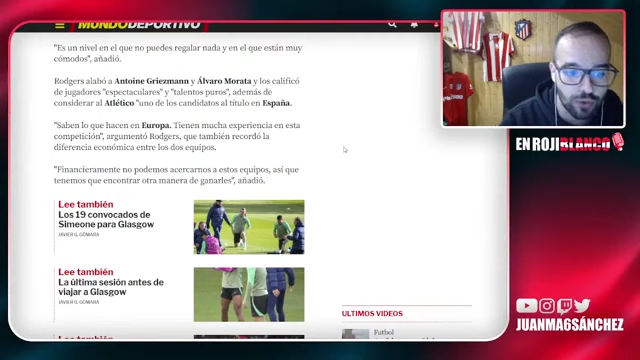 MUNDODEPORTIVO
"Es un nivel en el que no puedes regalar nada y en el que están muy
cómodos", añadió.
Rodgers alabó a Antoine Griezmann y Álvaro Morata y los calificó
de jugadores "espectaculares" y "talentos puros", además de
considerar al Atlético "uno de los candidatos al título en España.
"Saben lo que hacen en Europa. Tienen mucha experiencia en esta
competición", argumentó Rodgers, que también recordó la
diferencia económica entre los dos equipos.
"Financieramente no podemos acercarnos a estos equipos, así que
tenemos que encontrar otra manera de ganarles", añadió.
Lee también
Los 19 convocados de
Simeone para Glasgow
JAVIER G. GÓMARA
Lee también
La última sesión antes de
viajar a Glasgow
JAVIER G. GÓMARA
Lee también
ULTIMOS VIDEOS
Futbol
EN ROJIBLANCO
JUANMA6SÁNCHEZ